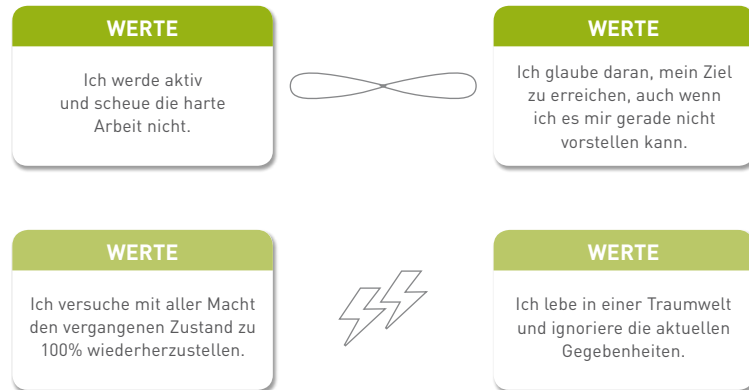 WERTE
Ich werde aktiv
und scheue die harte
Arbeit nicht.
WERTE
Ich glaube daran, mein Ziel
zu erreichen, auch wenn
ich es mir gerade nicht
vorstellen kann.
WERTE
Ich versuche mit aller Macht
den vergangenen Zustand zu
100% wiederherzustellen.
WERTE
Ich lebe in einer Traumwelt
und ignoriere die aktuellen
Gegebenheiten.